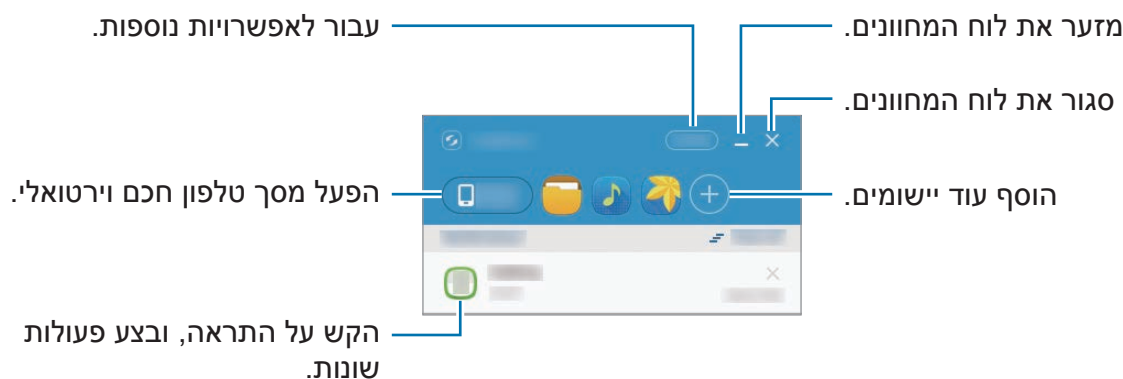 עבור לאפשרויות נוספות.
מזער את לוח המחוונים.
סגור את לוח המחוונים.
הפעל מסך טלפון חכם וירטואלי.
הוסף עוד יישומים.
הקש על התראה, ובצע פעולות
שונות.